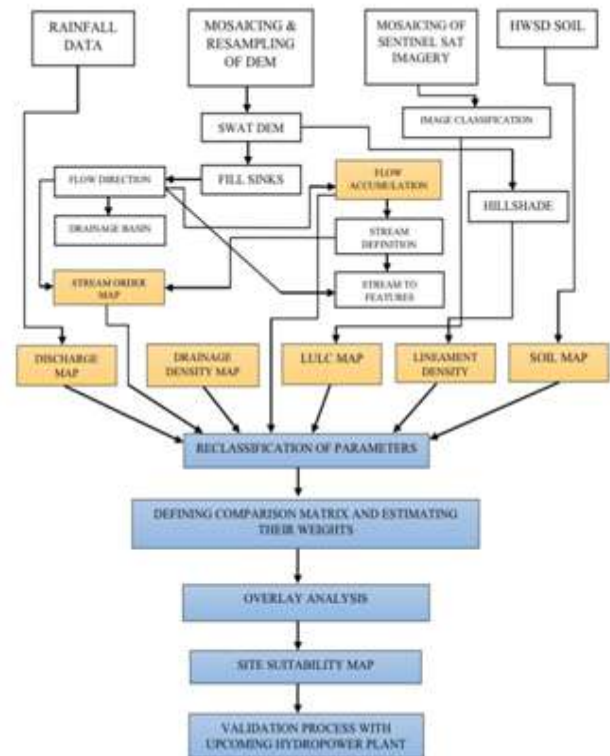 RAINFALL
DATA
MOSAICING &
RESAMPLING
OF DEM
MOSAICING OF
SENTINEL SAT
IMAGERY
HWSD SOIL
SWAT DEM
IMAGE CLASSIFICATION
FLOW DIRECTION
FILL SINKS
FLOW
ACCUMULATION
HILLSHADE
DRAINAGE BASIN
STREAM
DEFINITION
STREAM ORDER
MAP
STREAM TO
FEATURES
DISCHARGE
MAP
DRAINAGE
DENSITY MAP
LULC MAP
LINEAMENT
DENSITY
SOIL MAP
RECLASSIFICATION OF PARAMETERS
DEFINING COMPARISON MATRIX AND ESTIMATING
THEIR WEIGHTS
OVERLAY ANALYSIS
SITE SUITABILITY MAP
VALIDATION PROCESS WITH
UPCOMING HYDROPOWER PLANT